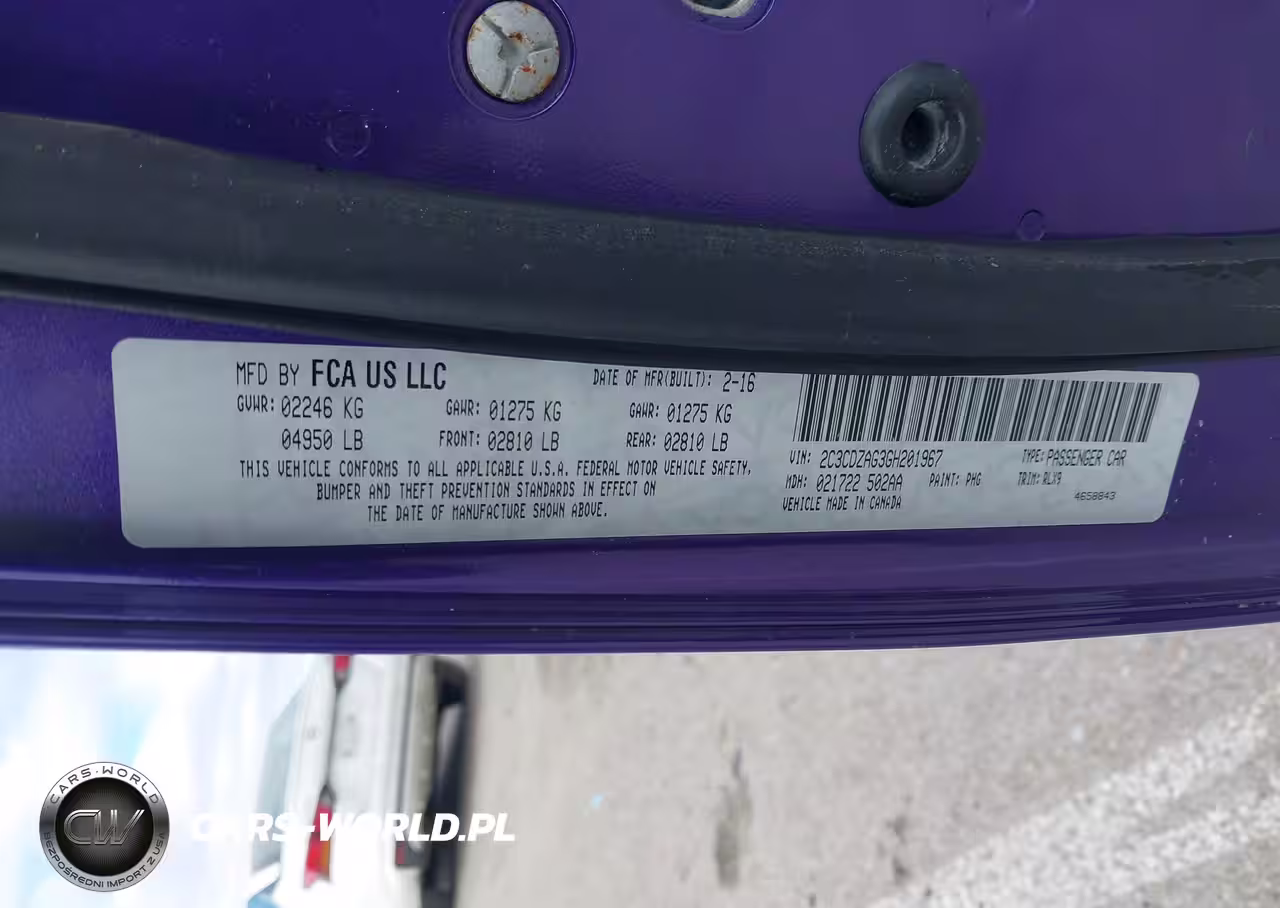 MFD BY FCA US LLC
DATE OF MFR(BUILT): 2-16
GVWR: 02246 KG
GAWR: 01275 KG
GAWR: 01275 KG
04950 LB
FRONT: 02810 LB
REAR: 02810 LB
THIS VEHICLE CONFORMS TO ALL APPLICABLE U.S.A. FEDERAL MOTOR VEHICLE SAFETY,
BUMPER AND THEFT PREVENTION STANDARDS IN EFFECT ON
THE DATE OF MANUFACTURE SHOWN ABOVE.
VIN: 2C3CDZAG3GH201967
TYPE: PASSENGER CAR
MDH: 021722 502AA
PAINT: PHG
TRIM: RLX9
VEHICLE MADE IN CANADA
4658843
CARS-WORLD
CW
BEZPOŚREDNI IMPORT Z USA
CARS-WORLD.PL